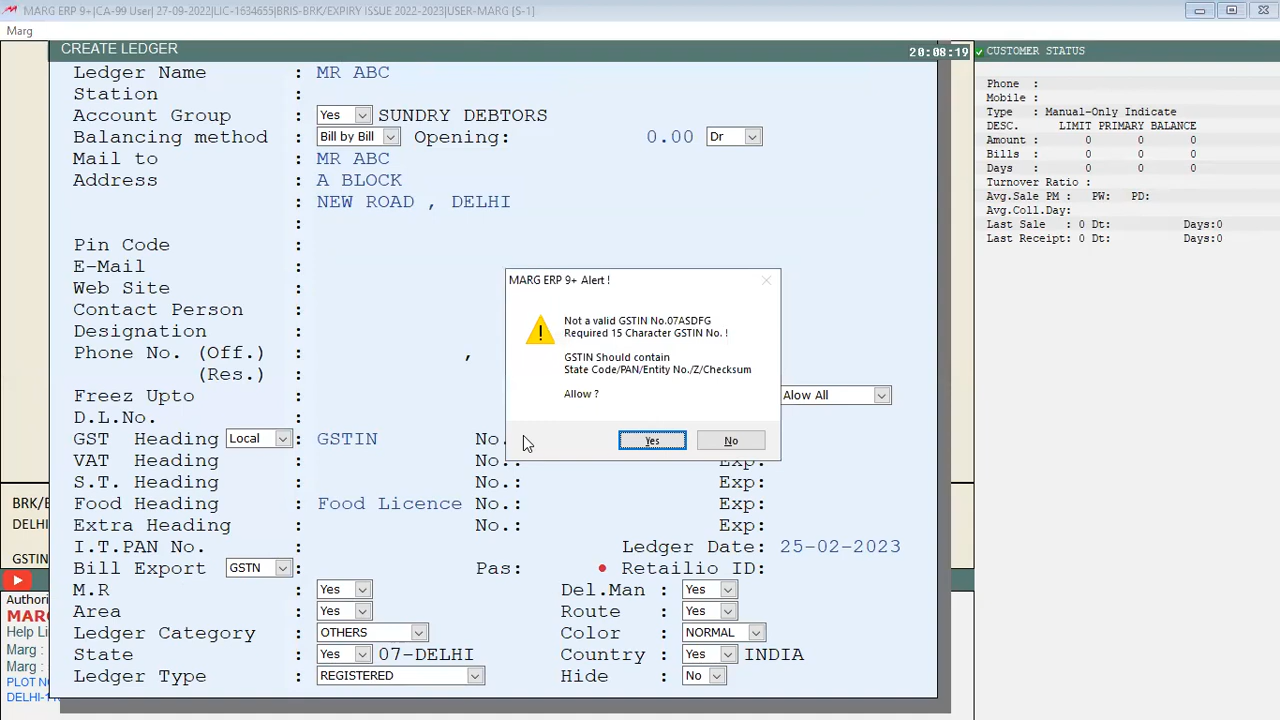 MARG ERP 9+|CA-99 User| 27-09-2022|LIC-1634655|BRIS-BRK/EXPIRY ISSUE 2022-2023|USER-MARG [S-1]
Marg
CREATE LEDGER 20:08:19
Ledger Name : MR ABC
Station :
Account Group : Yes SUNDRY DEBTORS
Balancing method : Bill by Bill Opening: 0.00 Dr
Mail to : MR ABC
Address : A BLOCK
: NEW ROAD , DELHI
:
Pin Code :
E-Mail :
Web Site :
Contact Person :
Designation :
Phone No. (Off.) : ,
(Res.) :
Freez Upto : Alow All
D.L.No. :
GST Heading Local : GSTIN No.
VAT Heading : No.: Exp:
S.T. Heading : No.: Exp:
Food Heading : Food Licence No.: Exp:
Extra Heading : No.: Exp:
I.T.PAN No. : Ledger Date: 25-02-2023
Bill Export GSTN : Pas: Retailio ID:
M.R : Yes Del.Man : Yes
Area : Yes Route : Yes
Ledger Category : OTHERS Color : NORMAL
State : Yes 07-DELHI Country : Yes INDIA
Ledger Type : REGISTERED Hide : No
MARG ERP 9+ Alert !
Not a valid GSTIN No.07ASDFG
Required 15 Character GSTIN No. !
GSTIN Should contain
State Code/PAN/Entity No./Z/Checksum
Allow ?
Yes No
CUSTOMER STATUS
Phone :
Mobile :
Type : Manual-Only Indicate
DESC. LIMIT PRIMARY BALANCE
Amount : 0 0 0
Bills : 0 0 0
Days : 0 0 0
Turnover Ratio :
Avg.Sale PM : PW: PD:
Avg.Coll.Day:
Last Sale : 0 Dt: Days:0
Last Receipt: 0 Dt: Days:0
BRK/E
DELHI
GSTIN
Authori
MARG
Help Li
Marg :
Marg :
PLOT NO
DELHI-1